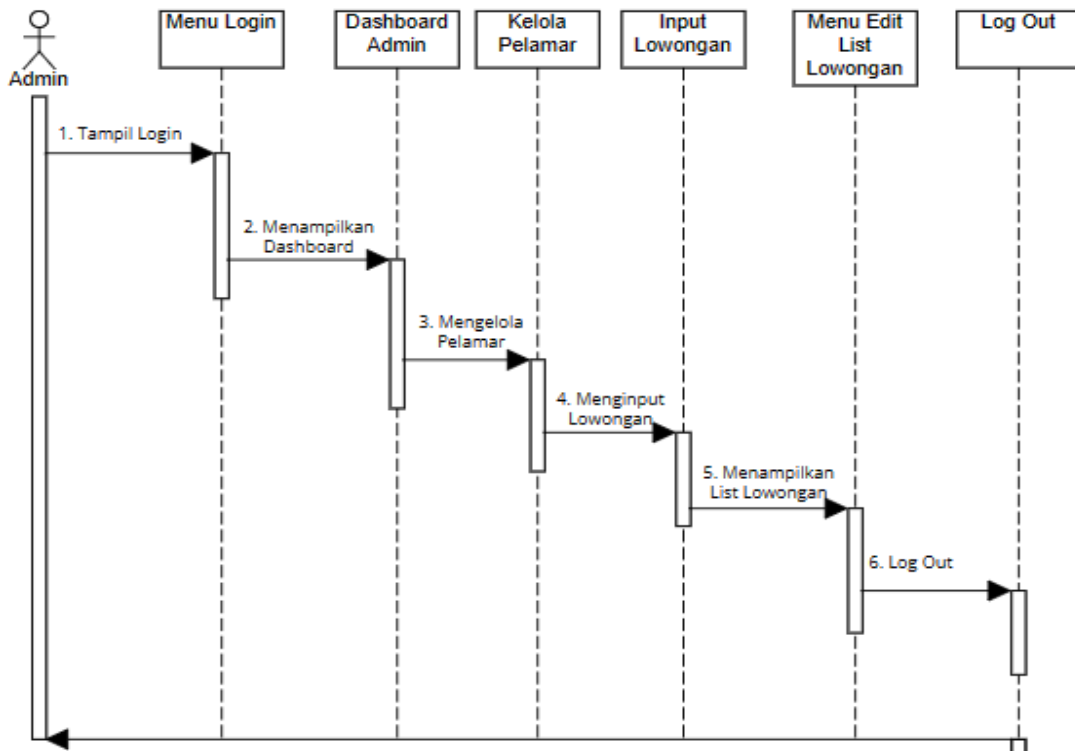 Menu Login
Dashboard
Admin
Kelola
Pelamar
Input
Lowongan
Menu Edit
List
Lowongan
Log Out
Admin
1. Tampil Login
2. Menampilkan
Dashboard
3. Mengelola
Pelamar
4. Menginput
Lowongan
5. Menampilkan
List Lowongan
6. Log Out